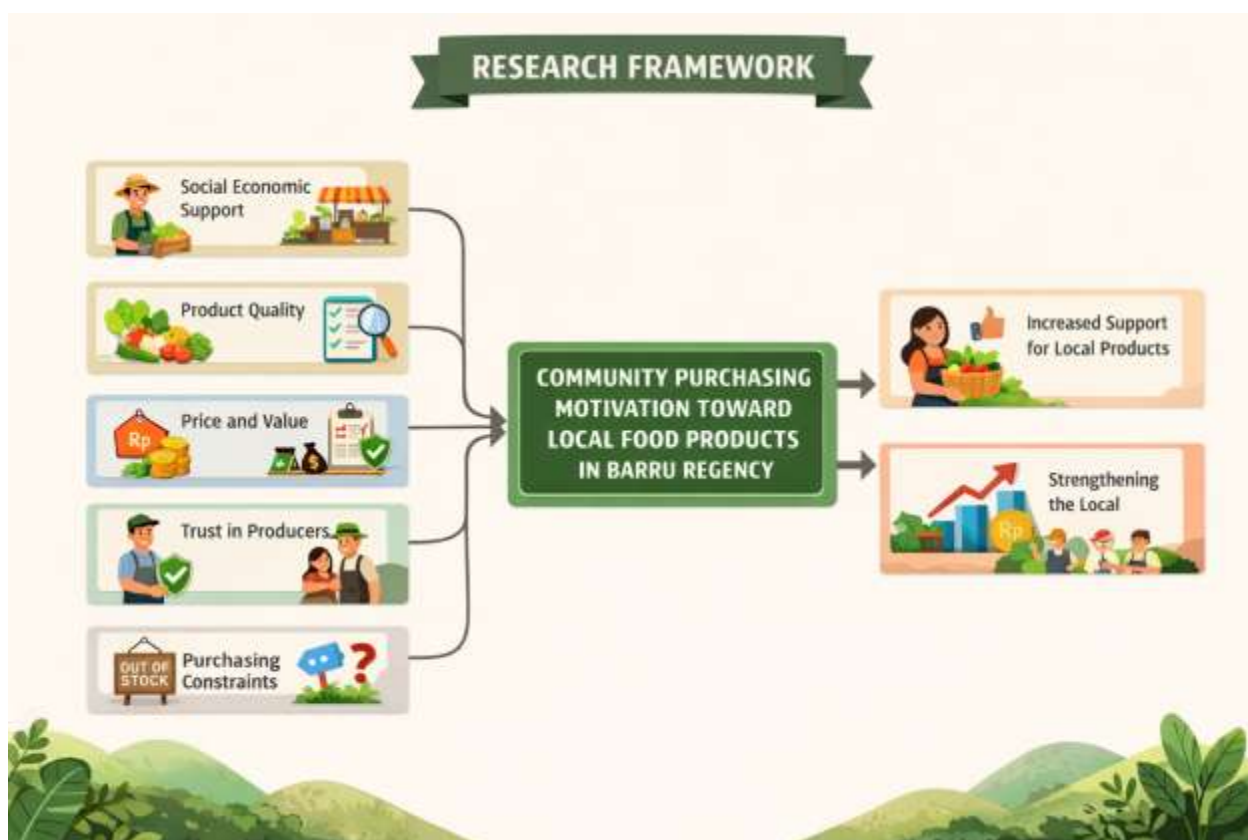 RESEARCH FRAMEWORK
Social Economic
Support
Product Quality
Rp
Price and Value
Trust in Producers
OUT OF
STOCK
Purchasing
Constraints
?
COMMUNITY PURCHASING
MOTIVATION TOWARD
LOCAL FOOD PRODUCTS
IN BARRU REGENCY
Increased Support
for Local Products
Strengthening
the Local
Rp